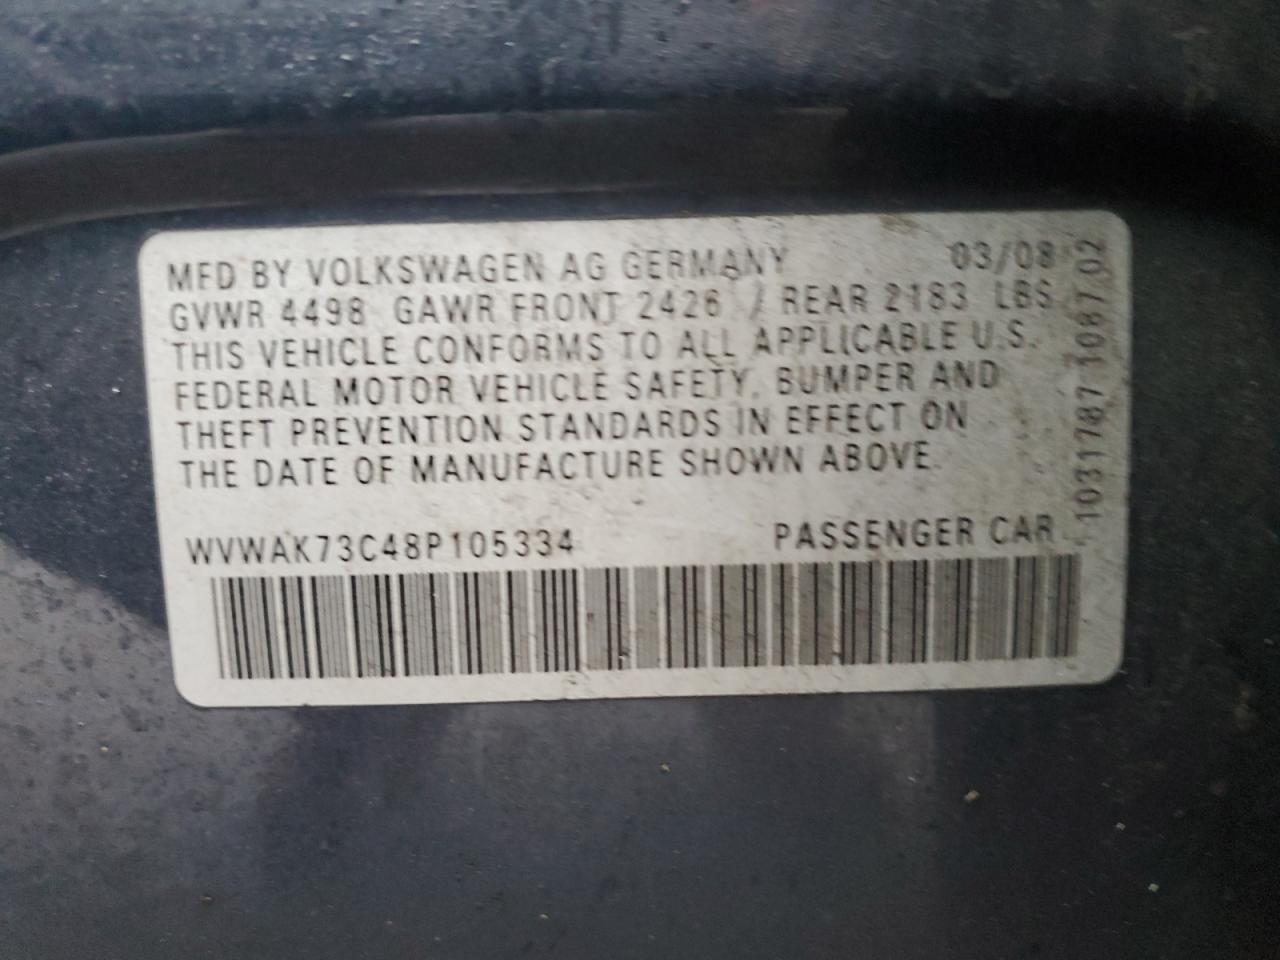 MFD BY VOLKSWAGEN AG GERMANY 03/08
GVWR 4498 GAWR FRONT 2426 / REAR 2183 LBS
THIS VEHICLE CONFORMS TO ALL APPLICABLE U.S.
FEDERAL MOTOR VEHICLE SAFETY, BUMPER AND
THEFT PREVENTION STANDARDS IN EFFECT ON
THE DATE OF MANUFACTURE SHOWN ABOVE.
WVWAK73C48P105334 PASSENGER CAR
1031787 1087 02